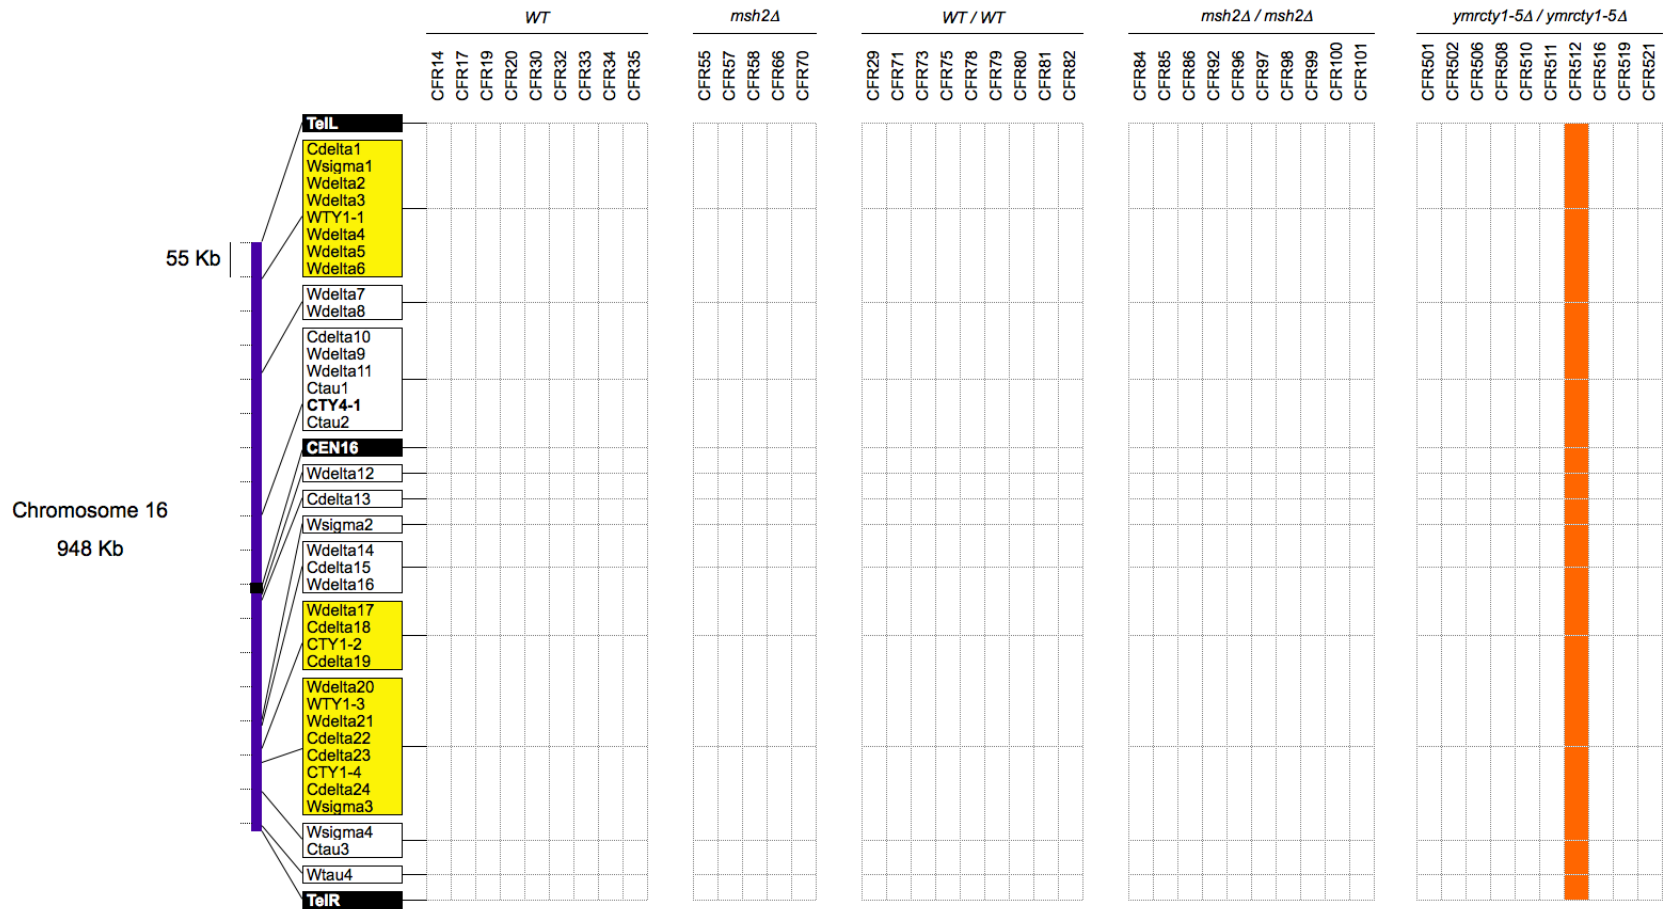 WT
msh2Δ
WT / WT
msh2Δ / msh2Δ
ymrcty1-5Δ / ymrcty1-5Δ
CFR14
CFR17
CFR19
CFR20
CFR30
CFR32
CFR33
CFR34
CFR35
CFR55
CFR57
CFR58
CFR66
CFR70
CFR29
CFR71
CFR73
CFR75
CFR78
CFR79
CFR80
CFR81
CFR82
CFR84
CFR85
CFR86
CFR92
CFR96
CFR97
CFR98
CFR99
CFR100
CFR101
CFR501
CFR502
CFR506
CFR508
CFR510
CFR511
CFR512
CFR516
CFR519
CFR521
TelL
Cdelta1
Wsigma1
Wdelta2
Wdelta3
WTY1-1
Wdelta4
Wdelta5
Wdelta6
55 Kb
Wdelta7
Wdelta8
Cdelta10
Wdelta9
Wdelta11
Ctau1
CTY4-1
Ctau2
CEN16
Wdelta12
Cdelta13
Chromosome 16
948 Kb
Wsigma2
Wdelta14
Cdelta15
Wdelta16
Wdelta17
Cdelta18
CTY1-2
Cdelta19
Wdelta20
WTY1-3
Wdelta21
Cdelta22
Cdelta23
CTY1-4
Cdelta24
Wsigma3
Wsigma4
Ctau3
Wtau4
TelR